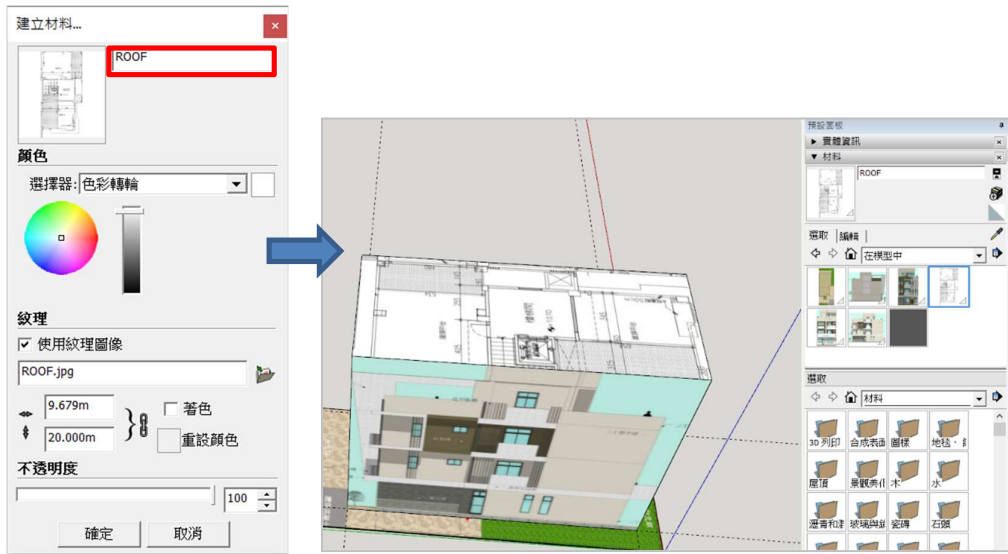 建立材料...
ROOF
顏色
選擇器:色彩轉輪
紋理
使用紋理圖像
ROOF.jpg
9.679m
20.000m
著色
重設顏色
不透明度
100
確定
取消
預設面板
實體資訊
材料
ROOF
選取
編輯
在模型中
選取
材料
3D 列印
合成表面
圖樣
地毯、
屋頂
景觀美化
木
水
瀝青和
玻璃與
瓷磚
石頭